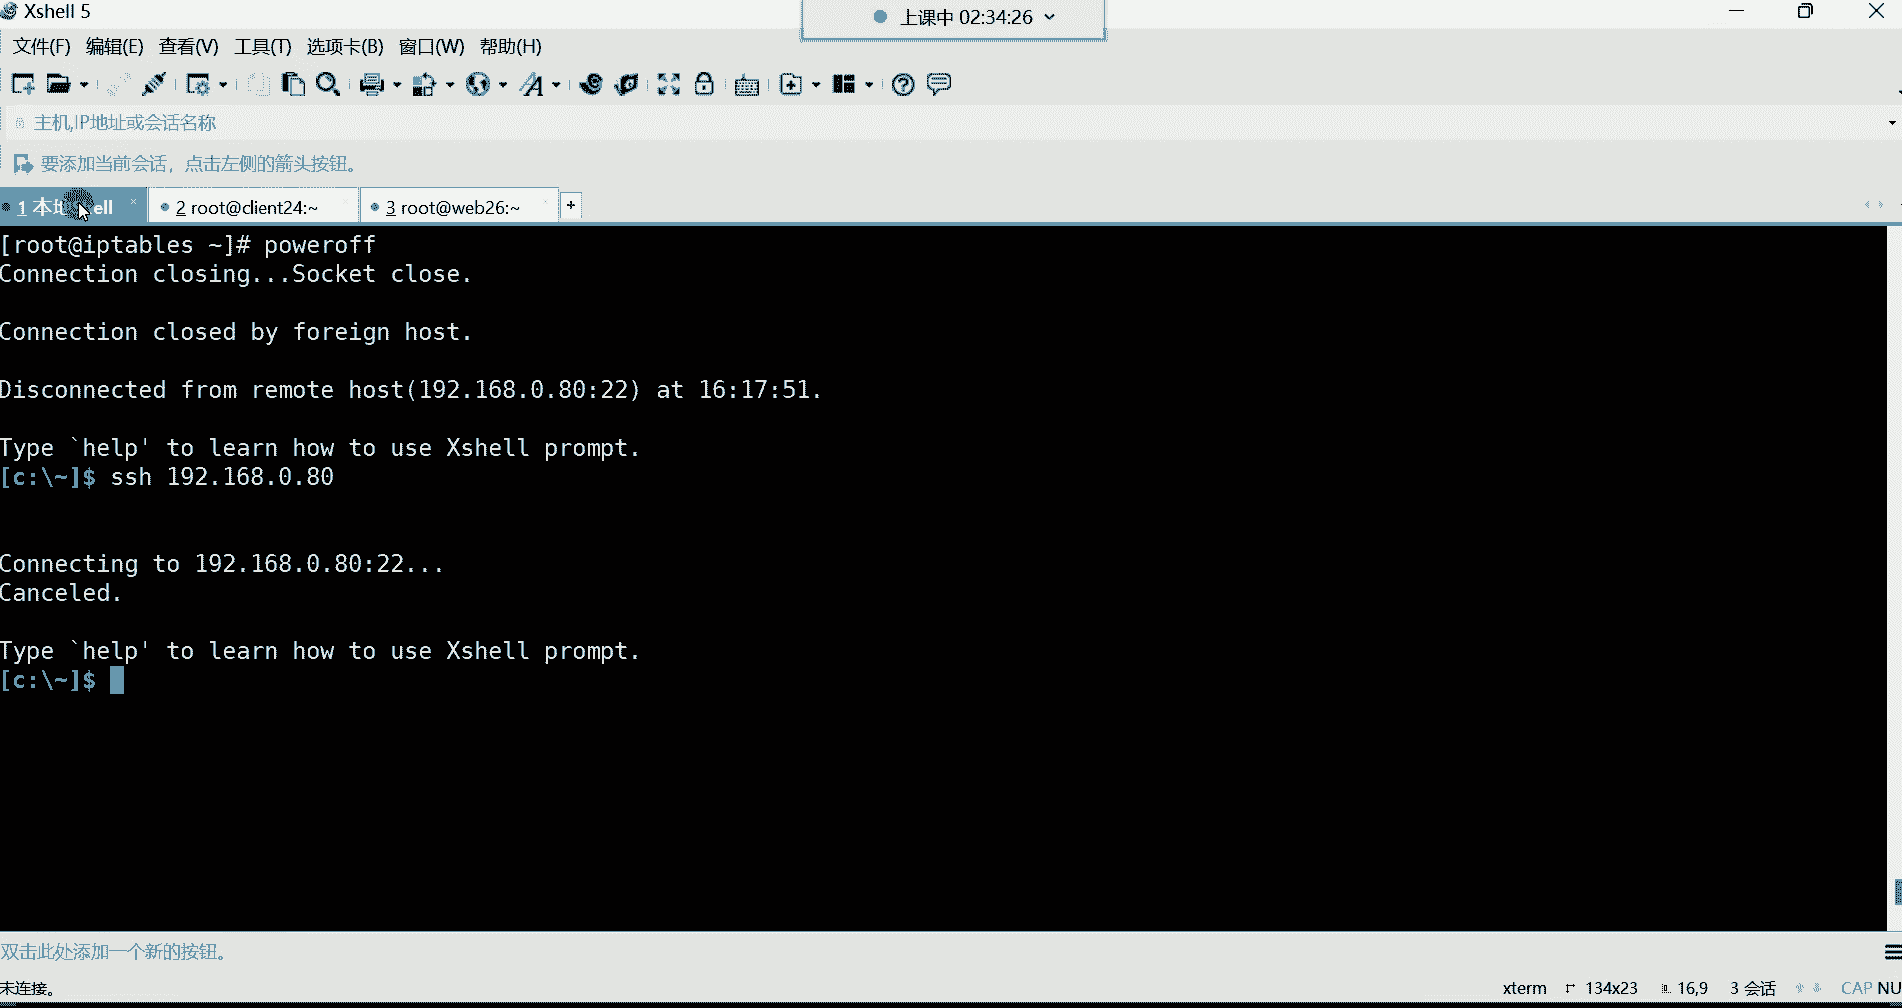 Xshell 5
上课中 02:34:26
文件(F) 编辑(E) 查看(V) 工具(T) 选项卡(B) 窗口(W) 帮助(H)
主机,IP地址或会话名称
要添加当前会话，点击左侧的箭头按钮。
1 本地 ell 2 root@client24:~ 3 root@web26:~ +
[root@iptables ~]# poweroff
Connection closing...Socket close.
Connection closed by foreign host.
Disconnected from remote host(192.168.0.80:22) at 16:17:51.
Type `help' to learn how to use Xshell prompt.
[c:\~]$ ssh 192.168.0.80
Connecting to 192.168.0.80:22...
Canceled.
Type `help' to learn how to use Xshell prompt.
[c:\~]$
双击此处添加一个新的按钮。
未连接。 xterm 134x23 16,9 3 会话 CAP NU